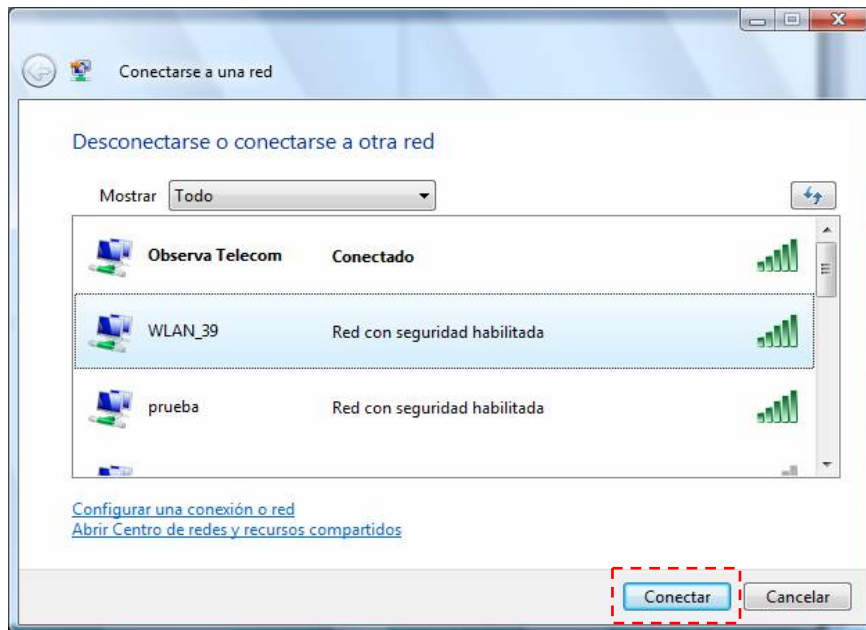 Conectarse a una red
Desconectarse o conectarse a otra red
Mostrar Todo
Observa Telecom Conectado
WLAN_39 Red con seguridad habilitada
prueba Red con seguridad habilitada
Configurar una conexión o red
Abrir Centro de redes y recursos compartidos
Conectar Cancelar